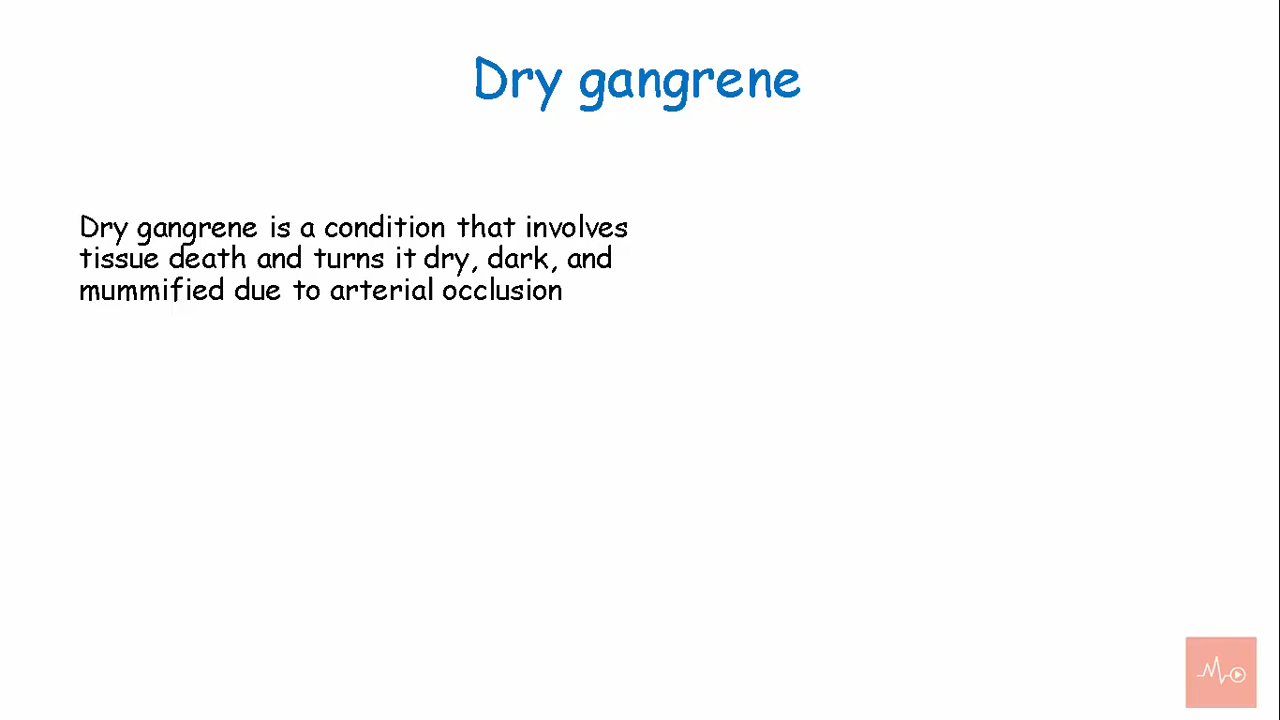 Dry gangrene
Dry gangrene is a condition that involves
tissue death and turns it dry, dark, and
mummified due to arterial occlusion